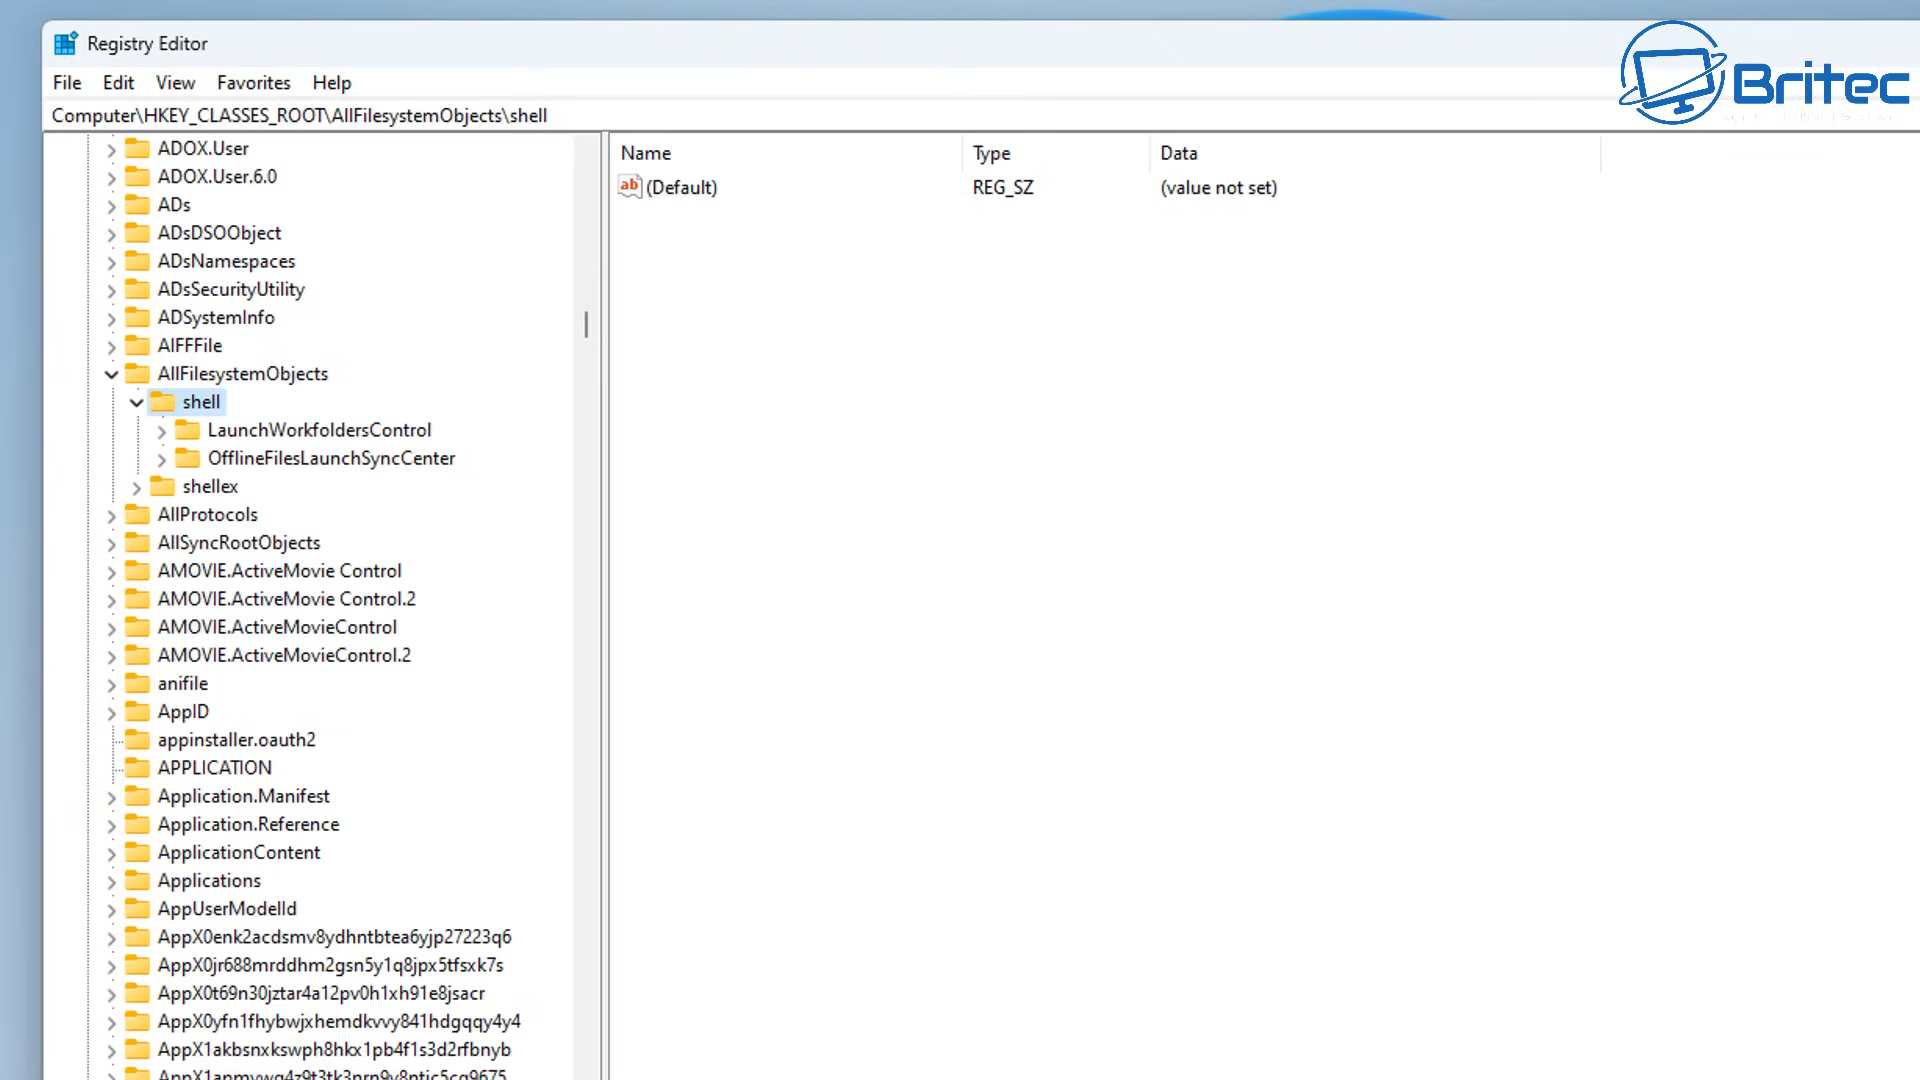 Registry Editor
Britec
File Edit View Favorites Help
Computer\HKEY_CLASSES_ROOT\AllFilesystemObjects\shell
ADOX.User
ADOX.User.6.0
ADs
ADsDSOObject
ADsNamespaces
ADsSecurityUtility
ADSystemInfo
AIFFFile
AllFilesystemObjects
shell
LaunchWorkfoldersControl
OfflineFilesLaunchSyncCenter
shellex
AllProtocols
AllSyncRootObjects
AMOVIE.ActiveMovie Control
AMOVIE.ActiveMovie Control.2
AMOVIE.ActiveMovieControl
AMOVIE.ActiveMovieControl.2
anifile
AppID
appinstaller.oauth2
APPLICATION
Application.Manifest
Application.Reference
ApplicationContent
Applications
AppUserModelId
AppX0enk2acdsmv8ydhntbtea6yjp27223q6
AppX0jr688mrddhm2gsn5y1q8jpx5tfsxk7s
AppX0t69n30jztar4a12pv0h1xh91e8jsacr
AppX0yfn1fhybwjxhemdkvvy841hdgqqy4y4
AppX1akbsnxkswph8hkx1pb4f1s3d2rfbnyb
Name Type Data
ab (Default) REG_SZ (value not set)